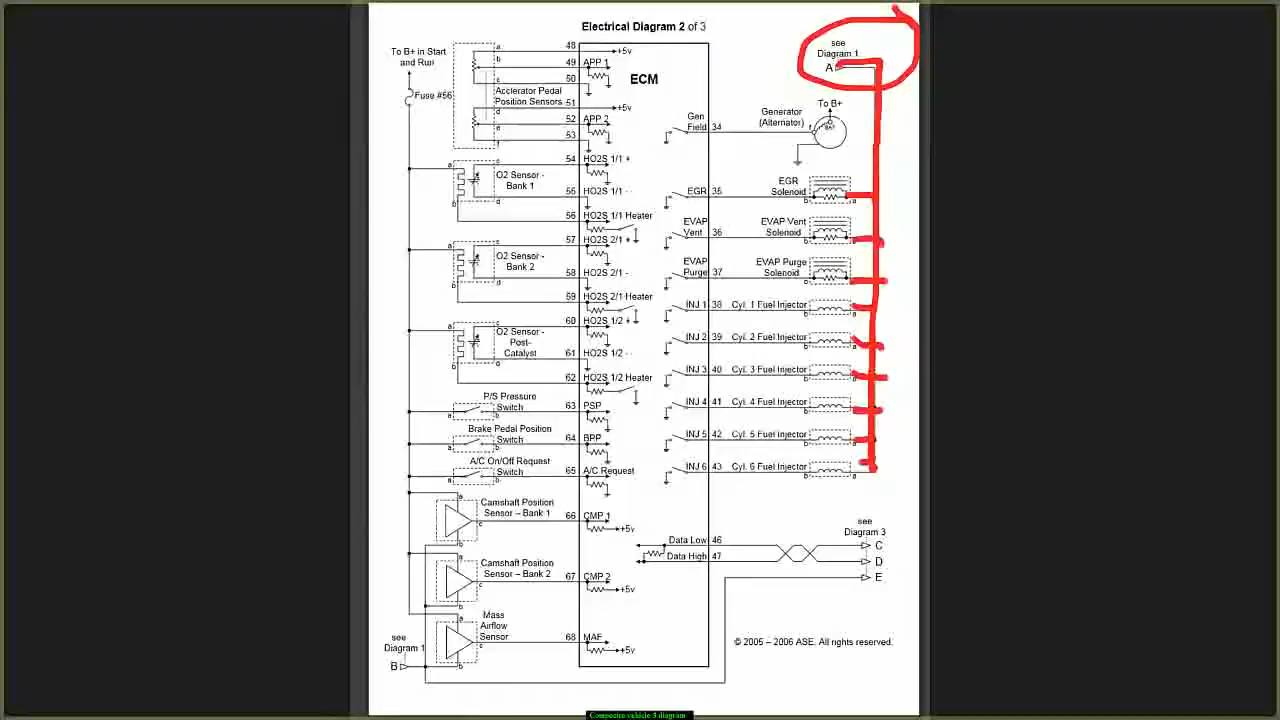 Electrical Diagram 2 of 3
To B+ in Start
and Run
Fuse #56
ECM
a
b
c
d
e
f
Acclerator Pedal
Position Sensors
48
+5v
49 APP 1
50
51
+5v
52 APP 2
53
O2 Sensor -
Bank 1
a
b
c
d
54 HO2S 1/1 +
55 HO2S 1/1 -
56 HO2S 1/1 Heater
O2 Sensor -
Bank 2
a
b
c
d
57 HO2S 2/1 +
58 HO2S 2/1 -
59 HO2S 2/1 Heater
O2 Sensor -
Post-
Catalyst
a
b
c
d
60 HO2S 1/2 +
61 HO2S 1/2 -
62 HO2S 1/2 Heater
P/S Pressure
Switch
a
b
63 PSP
Brake Pedal Position
Switch
a
b
64 BPP
A/C On/Off Request
Switch
a
b
65 A/C Request
Camshaft Position
Sensor – Bank 1
a
b
c
66 CMP 1
+5v
Camshaft Position
Sensor – Bank 2
a
b
c
67 CMP 2
+5v
Mass
Airflow
Sensor
a
b
c
68 MAF
+5v
see
Diagram 1
B
see
Diagram 1
A
Gen
Field 34
Generator
(Alternator)
To B+
f
BAT
EGR 35
EGR
Solenoid
b
a
EVAP
Vent 36
EVAP Vent
Solenoid
b
a
EVAP
Purge 37
EVAP Purge
Solenoid
b
a
INJ 1 38 Cyl. 1 Fuel Injector
b
a
INJ 2 39 Cyl. 2 Fuel Injector
b
a
INJ 3 40 Cyl. 3 Fuel Injector
b
a
INJ 4 41 Cyl. 4 Fuel Injector
b
a
INJ 5 42 Cyl. 5 Fuel Injector
b
a
INJ 6 43 Cyl. 6 Fuel Injector
b
a
see
Diagram 3
Data Low 46
C
Data High 47
D
E
© 2005 – 2006 ASE. All rights reserved.
Composite vehicle 3 diagram